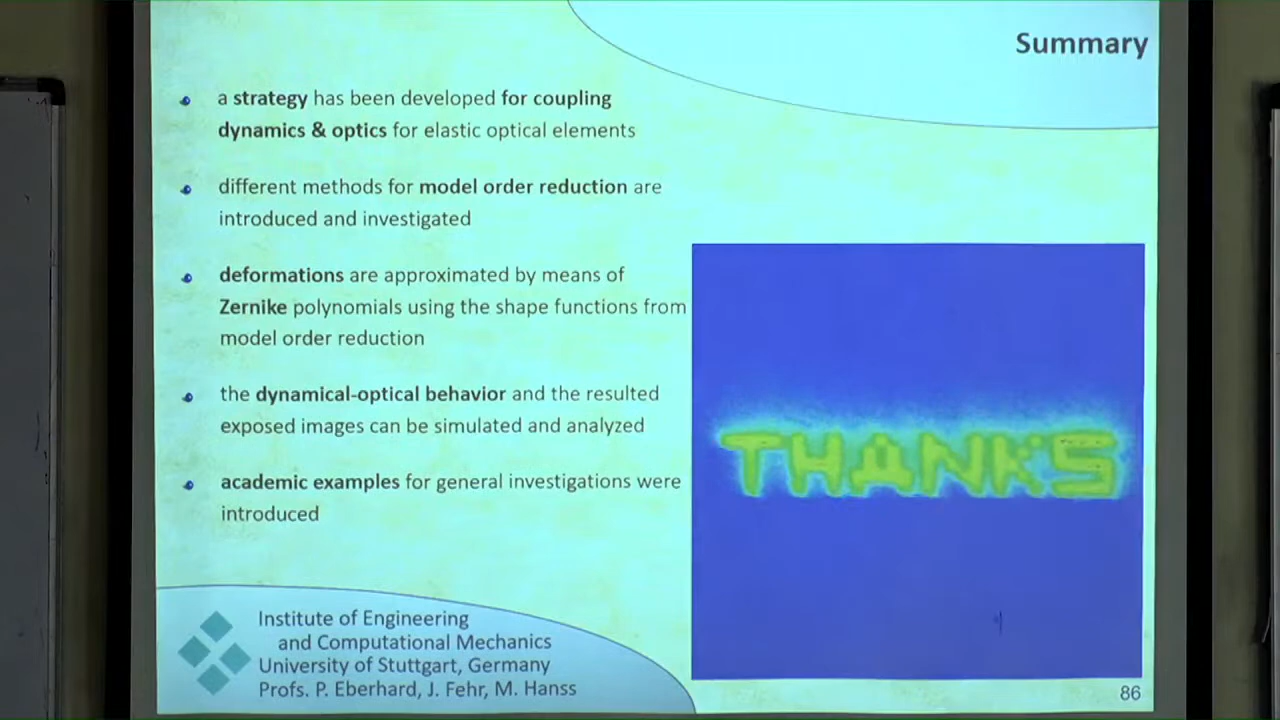 Summary
a strategy has been developed for coupling
dynamics & optics for elastic optical elements
different methods for model order reduction are
introduced and investigated
deformations are approximated by means of
Zernike polynomials using the shape functions from
model order reduction
the dynamical-optical behavior and the resulted
exposed images can be simulated and analyzed
academic examples for general investigations were
introduced
THANKS
Institute of Engineering
and Computational Mechanics
University of Stuttgart, Germany
Profs. P. Eberhard, J. Fehr, M. Hanss
86